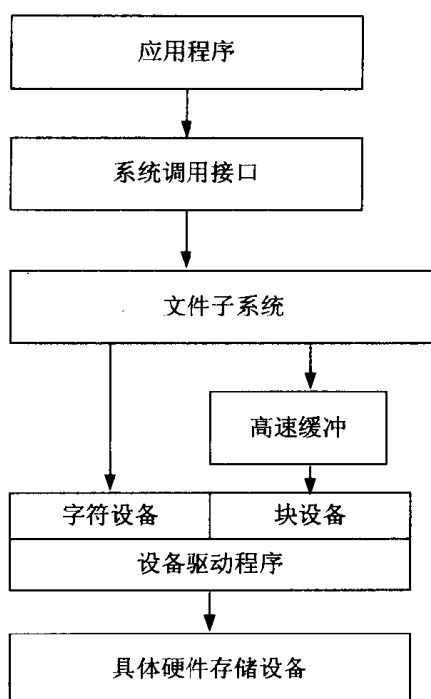 应用程序
系统调用接口
文件子系统
高速缓冲
字符设备
块设备
设备驱动程序
具体硬件存储设备